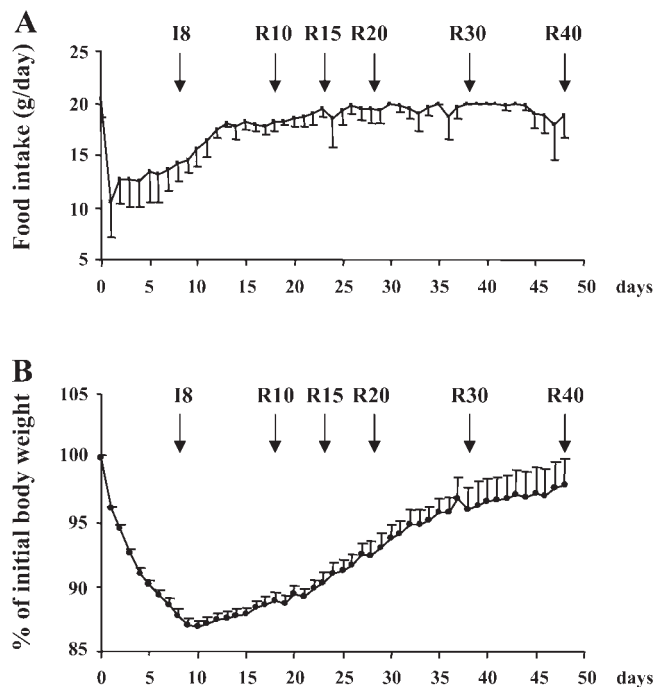 A
I8 R10 R15 R20 R30 R40
Food intake (g/day)
25
20
15
10
5
0 5 10 15 20 25 30 35 40 45 50 days
B
I8 R10 R15 R20 R30 R40
% of initial body weight
105
100
95
90
85
0 5 10 15 20 25 30 35 40 45 50 days